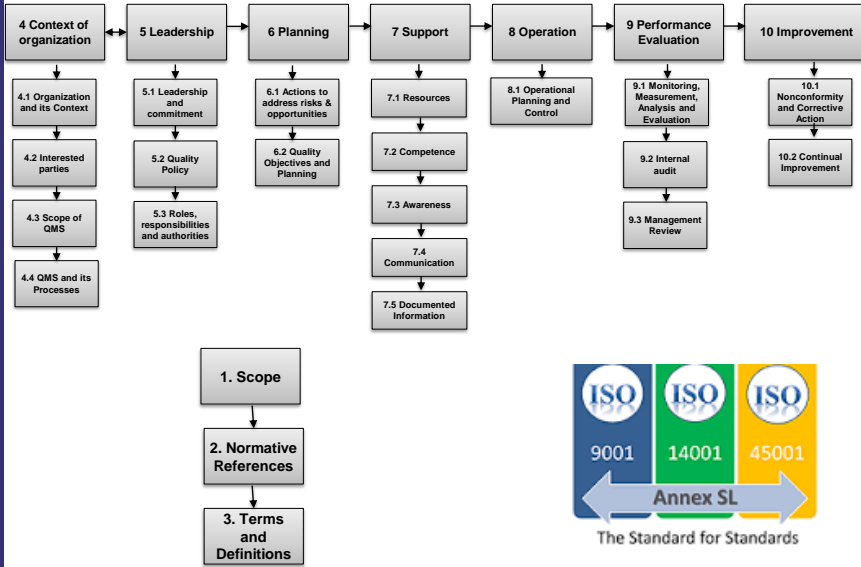 4 Context of
organization
5 Leadership
6 Planning
7 Support
8 Operation
9 Performance
Evaluation
10 Improvement
4.1 Organization
and its Context
4.2 Interested
parties
4.3 Scope of
QMS
4.4 QMS and its
Processes
5.1 Leadership
and
commitment
5.2 Quality
Policy
5.3 Roles,
responsibilities
and authorities
6.1 Actions to
address risks &
opportunities
6.2 Quality
Objectives and
Planning
7.1 Resources
7.2 Competence
7.3 Awareness
7.4
Communication
7.5 Documented
Information
8.1 Operational
Planning and
Control
9.1 Monitoring,
Measurement,
Analysis and
Evaluation
9.2 Internal
audit
9.3 Management
Review
10.1
Nonconformity
and Corrective
Action
10.2 Continual
Improvement
1. Scope
2. Normative
References
3. Terms
and
Definitions
ISO ISO ISO
9001 14001 45001
Annex SL
The Standard for Standards